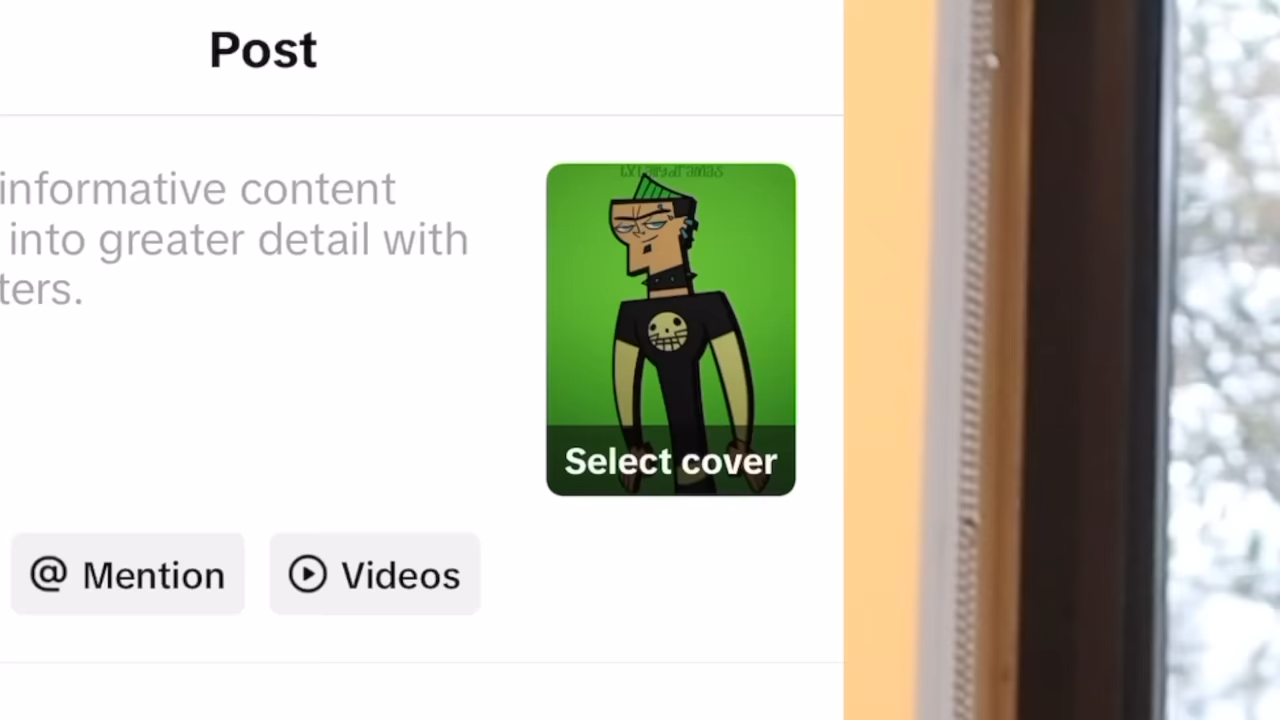 Post
informative content
into greater detail with
ters.
Select cover
@ Mention
Videos